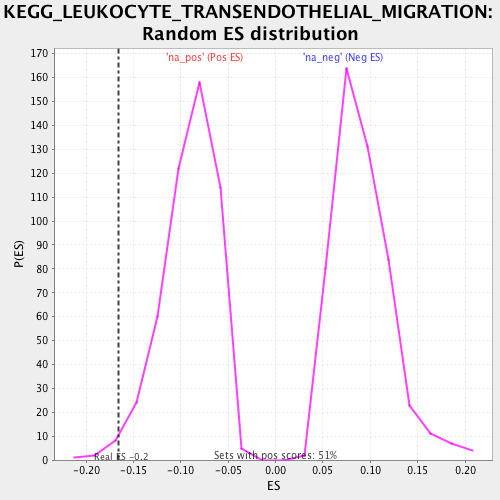 KEGG_LEUKOCYTE_TRANSENDOTHELIAL_MIGRATION:
Random ES distribution
'na_pos' (Pos ES) 'na_neg' (Neg ES)
170
160
150
140
130
120
110
100
90
80
70
60
50
40
30
20
10
0
P(ES)
Real ES -0.2 Sets with pos scores: 51%
-0.20 -0.15 -0.10 -0.05 0.00 0.05 0.10 0.15 0.20
ES